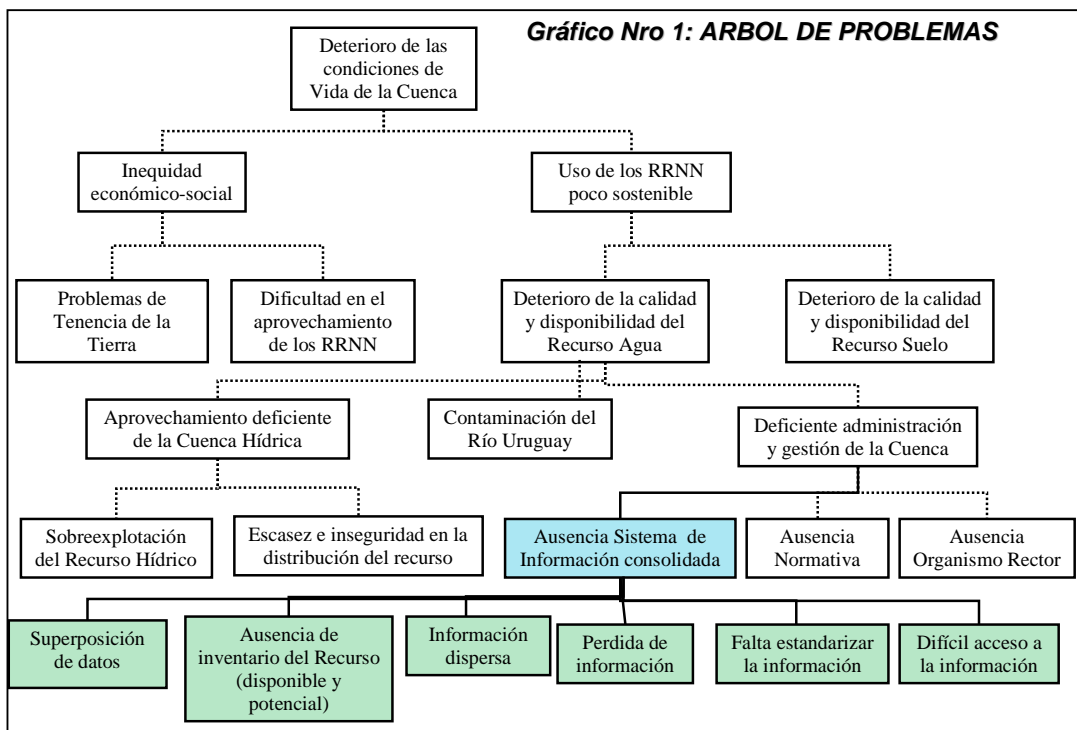 Gráfico Nro 1: ARBOL DE PROBLEMAS
Deterioro de las
condiciones de
Vida de la Cuenca
Inequidad
económico-social
Uso de los RRNN
poco sostenible
Problemas de
Tenencia de la
Tierra
Dificultad en el
aprovechamiento
de los RRNN
Deterioro de la calidad
y disponibilidad del
Recurso Agua
Deterioro de la calidad
y disponibilidad del
Recurso Suelo
Aprovechamiento deficiente
de la Cuenca Hídrica
Contaminación del
Río Uruguay
Deficiente administración
y gestión de la Cuenca
Sobreexplotación
del Recurso Hídrico
Escasez e inseguridad en la
distribución del recurso
Ausencia Sistema de
Información consolidada
Ausencia
Normativa
Ausencia
Organismo Rector
Superposición
de datos
Ausencia de
inventario del Recurso
(disponible y
potencial)
Información
dispersa
Perdida de
información
Falta estandarizar
la información
Difícil acceso a
la información